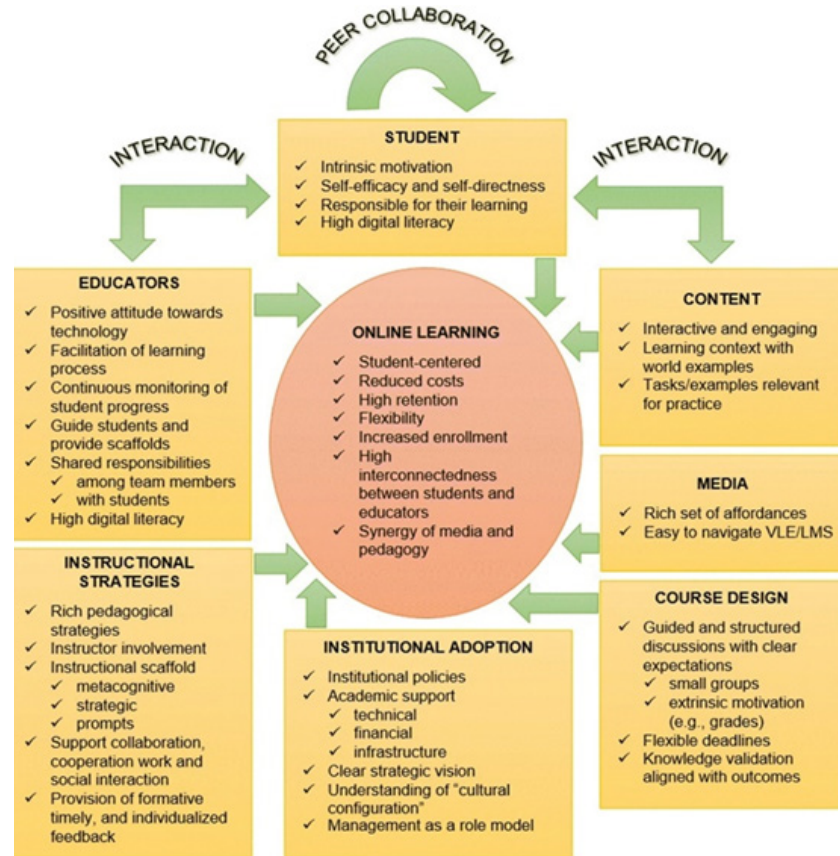 PEER COLLABORATION
INTERACTION
INTERACTION
STUDENT
✓ Intrinsic motivation
✓ Self-efficacy and self-directness
✓ Responsible for their learning
✓ High digital literacy
EDUCATORS
✓ Positive attitude towards
technology
✓ Facilitation of learning
process
✓ Continuous monitoring of
student progress
✓ Guide students and
provide scaffolds
✓ Shared responsibilities
✓ among team members
✓ with students
✓ High digital literacy
ONLINE LEARNING
✓ Student-centered
✓ Reduced costs
✓ High retention
✓ Flexibility
✓ Increased enrollment
✓ High
interconnectedness
between students and
educators
✓ Synergy of media and
pedagogy
CONTENT
✓ Interactive and engaging
✓ Learning context with
world examples
✓ Tasks/examples relevant
for practice
MEDIA
✓ Rich set of affordances
✓ Easy to navigate VLE/LMS
INSTRUCTIONAL
STRATEGIES
✓ Rich pedagogical
strategies
✓ Instructor involvement
✓ Instructional scaffold
✓ metacognitive
✓ strategic
✓ prompts
✓ Support collaboration,
cooperation work and
social interaction
✓ Provision of formative
timely, and individualized
feedback
INSTITUTIONAL ADOPTION
✓ Institutional policies
✓ Academic support
✓ technical
✓ financial
✓ infrastructure
✓ Clear strategic vision
✓ Understanding of "cultural
configuration"
✓ Management as a role model
COURSE DESIGN
✓ Guided and structured
discussions with clear
expectations
✓ small groups
✓ extrinsic motivation
(e.g., grades)
✓ Flexible deadlines
✓ Knowledge validation
aligned with outcomes